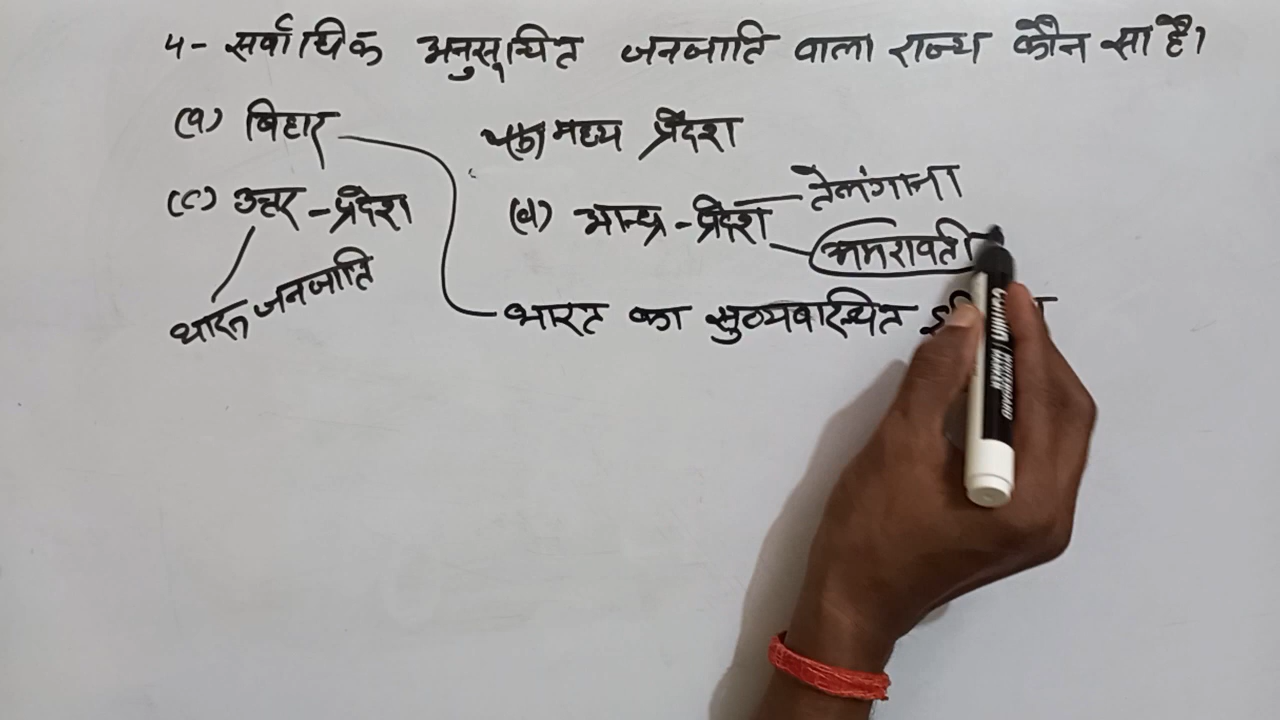 4- सर्वाधिक अनुसूचित जनजाति वाला राज्य कौन सा है।
(a) बिहार
(b) मध्य प्रदेश
(c) उत्तर-प्रदेश
(d) आन्ध्र-प्रदेश
तेलंगाना
अमरावती
थारू जनजाति
भारत का सुव्यवस्थित